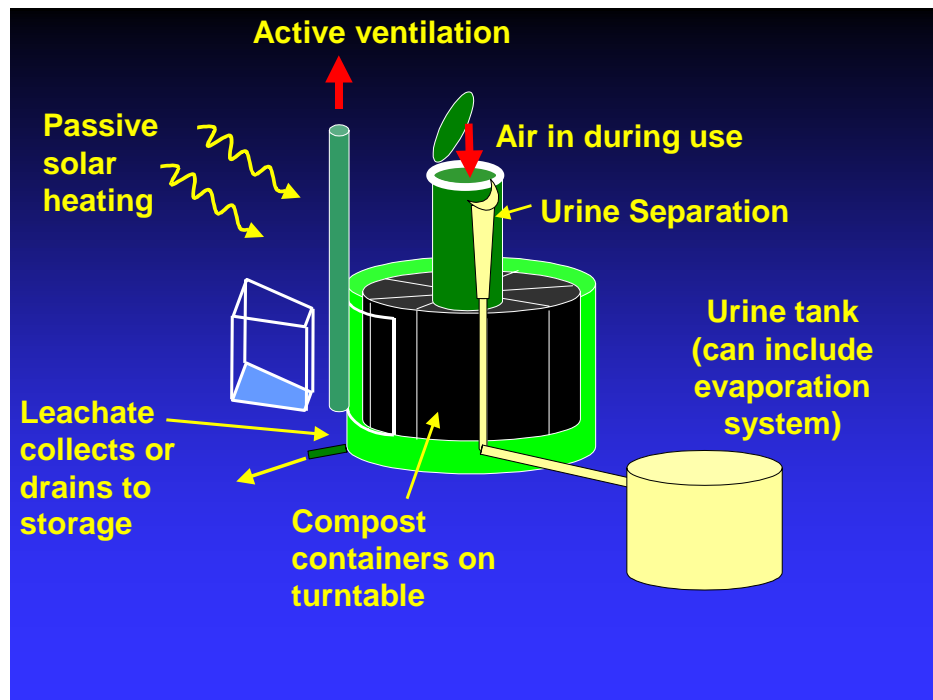 Active ventilation
Passive
solar
heating
Air in during use
Urine Separation
Urine tank
(can include
evaporation
system)
Leachate
collects or
drains to
storage
Compost
containers on
turntable